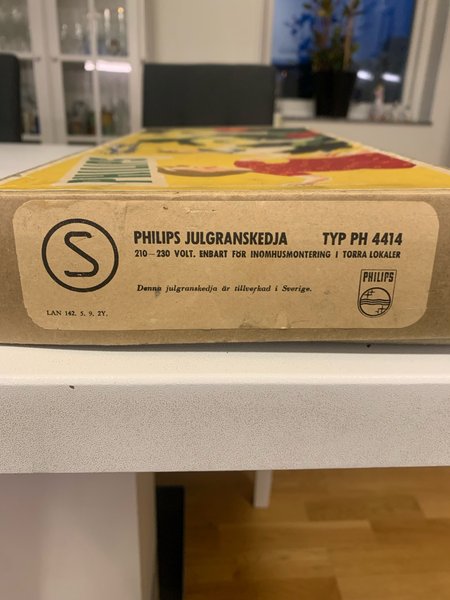 PHILIPS
S
PHILIPS JULGRANSKEDJA TYP PH 4414
210—230 VOLT. ENBART FÖR INOMHUSMONTERING I TORRA LOKALER
Denna julgranskedja är tillverkad i Sverige.
PHILIPS
LAN 142. 5. 9. 2Y.